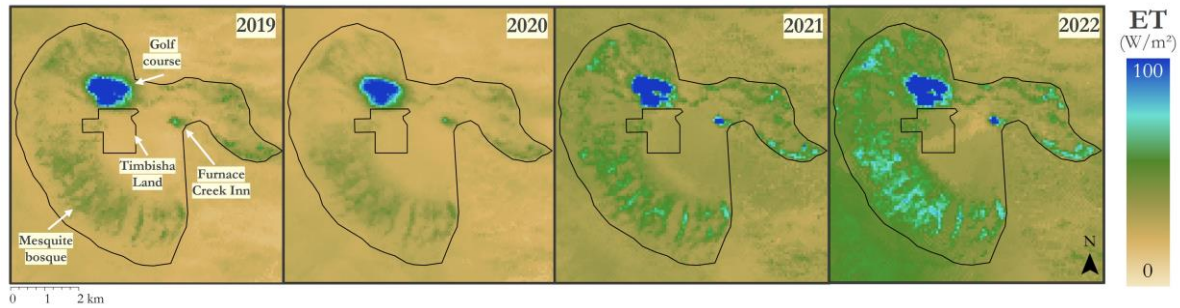 2019
2020
2021
2022
ET
(W/m²)
100
0
Golf
course
Timbisha
Land
Furnace
Creek Inn
Mesquite
bosque
N
0 1 2 km